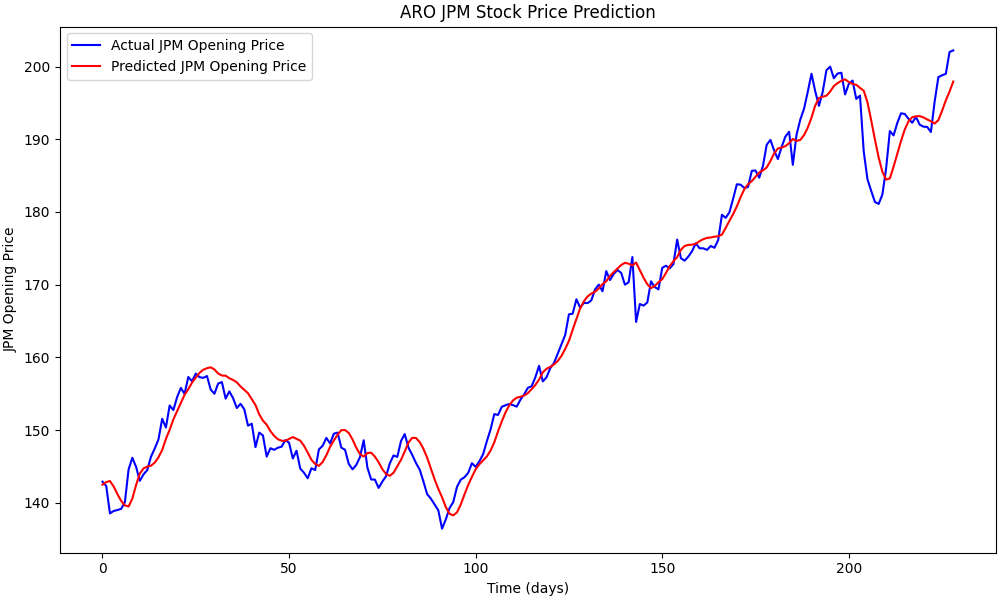 ARO JPM Stock Price Prediction
Actual JPM Opening Price
Predicted JPM Opening Price
JPM Opening Price
200
190
180
170
160
150
140
0 50 100 150 200
Time (days)